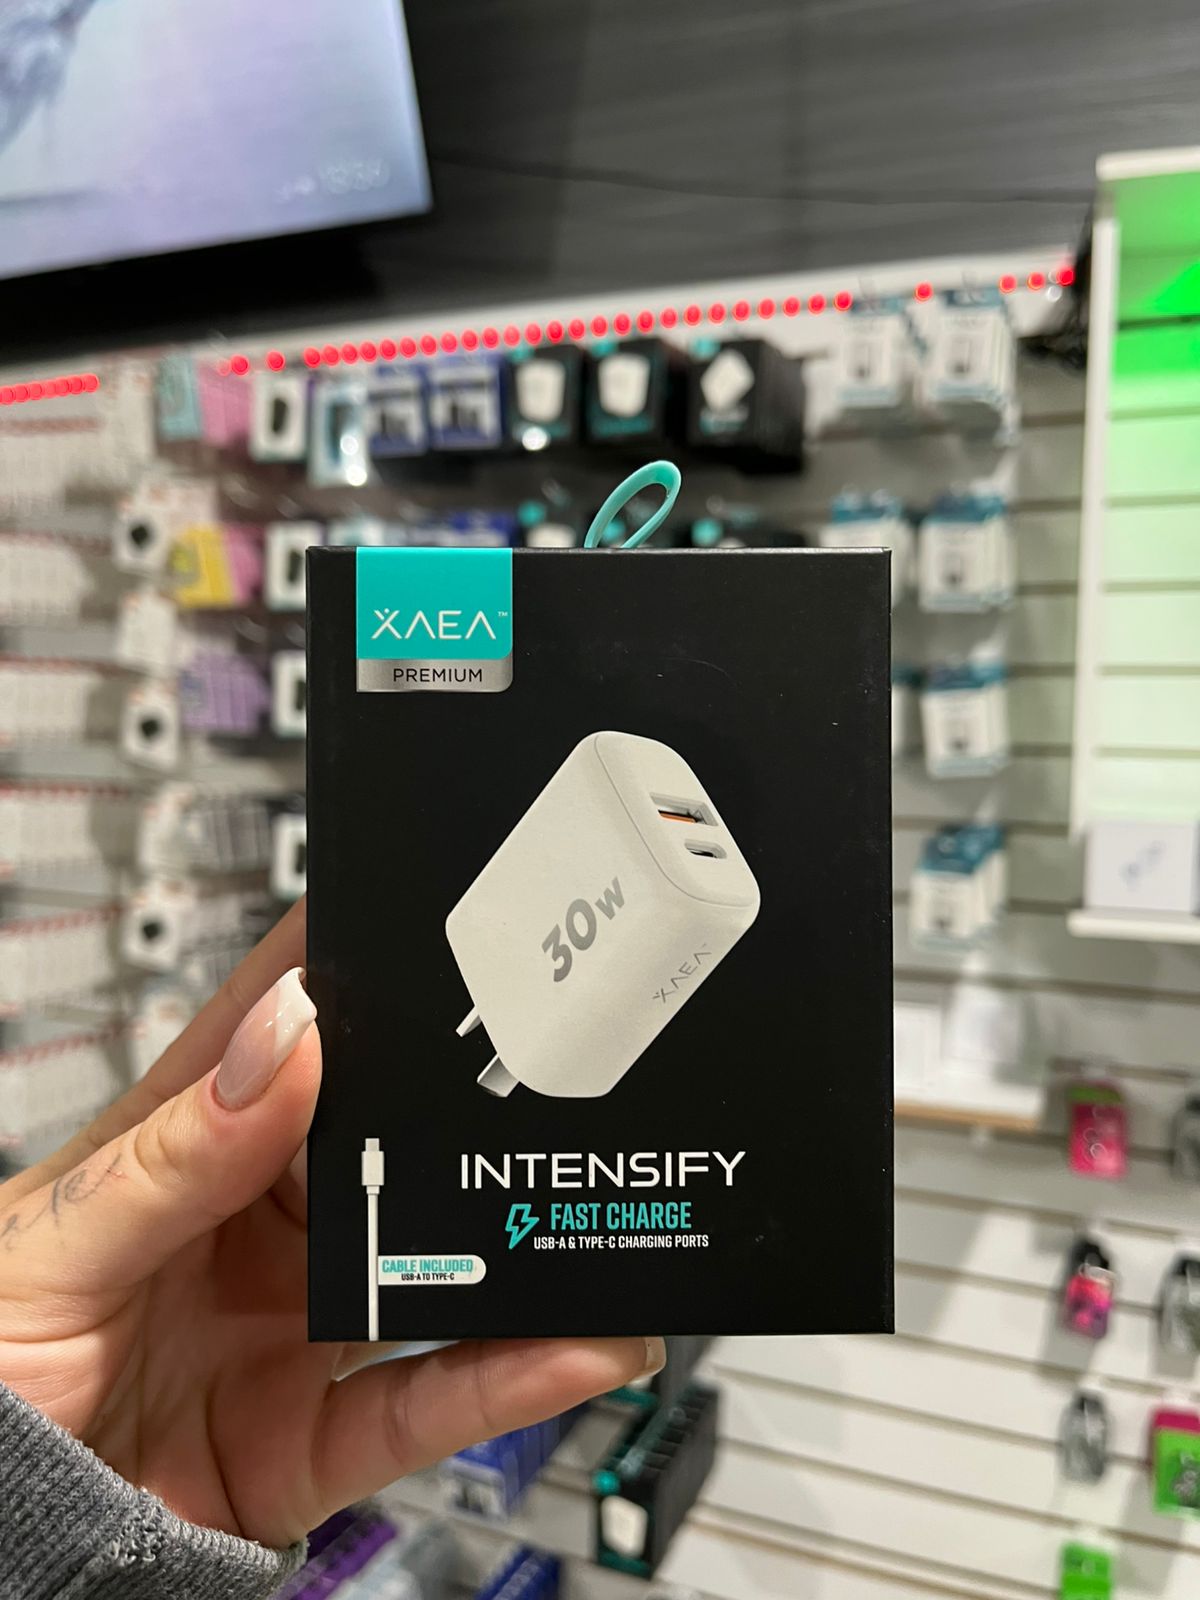 XAEA™
PREMIUM
30W
XAEA
INTENSIFY
FAST CHARGE
USB-A & TYPE-C CHARGING PORTS
CABLE INCLUDED
USB-A TO TYPE-C